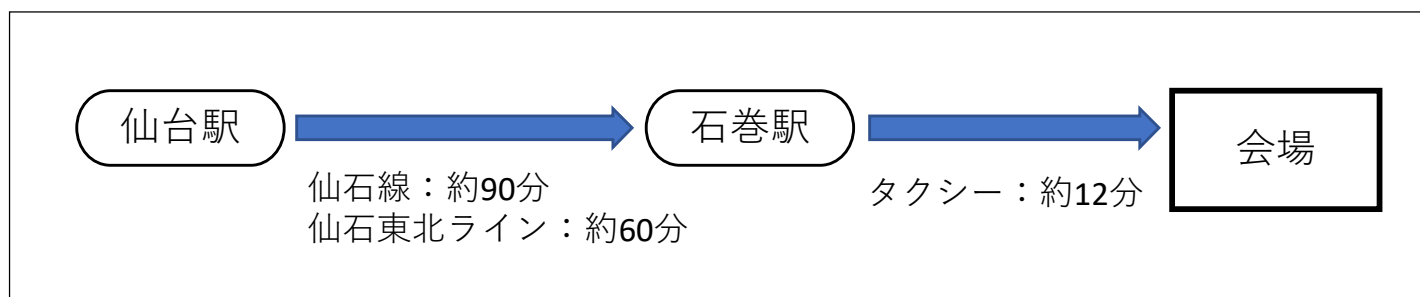 仙台駅
石巻駅
会場
仙石線：約90分
仙石東北ライン：約60分
タクシー：約12分